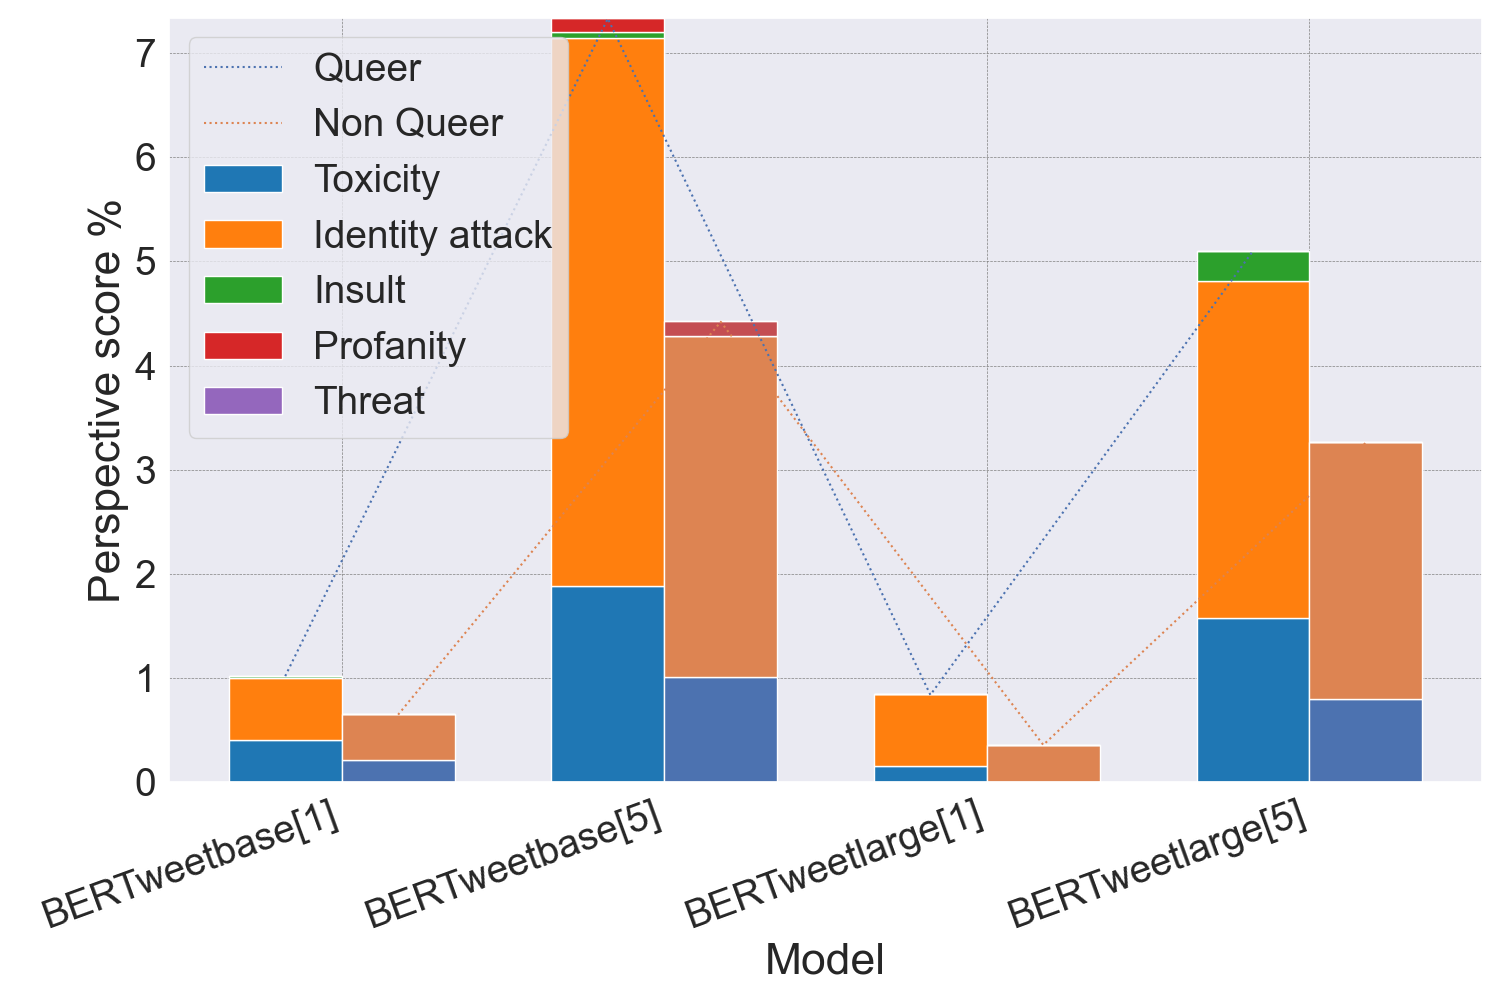 7
6
5
4
3
2
1
0
Perspective score %
Queer
Non Queer
Toxicity
Identity attack
Insult
Profanity
Threat
BERTweetbase[1]
BERTweetbase[5]
BERTweetlarge[1]
BERTweetlarge[5]
Model